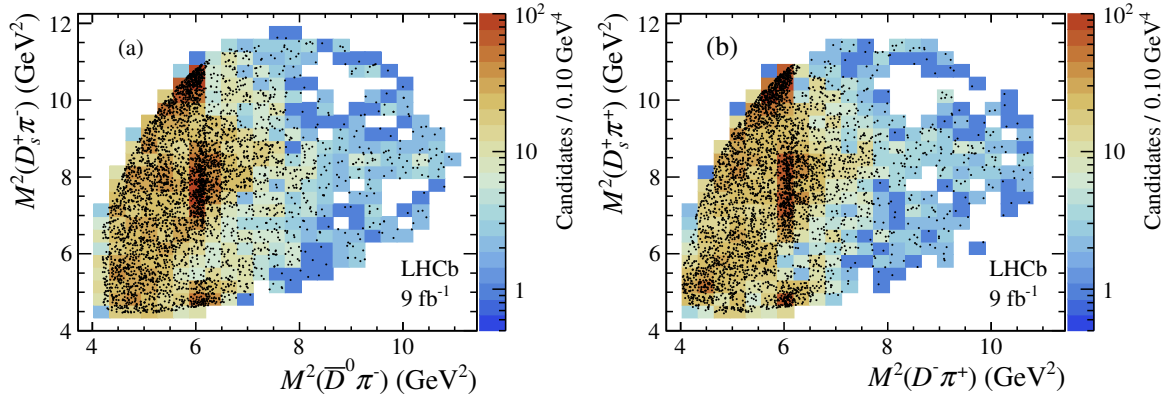 (a)
LHCb
9 fb⁻¹
M²(D̅⁰π⁻) (GeV²)
M²(Dₛ⁺π⁻) (GeV²)
4 6 8 10
4
6
8
10
12
Candidates / 0.10 GeV⁴
1
10
10²
(b)
LHCb
9 fb⁻¹
M²(D⁻π⁺) (GeV²)
M²(Dₛ⁺π⁺) (GeV²)
4 6 8 10
4
6
8
10
12
Candidates / 0.10 GeV⁴
1
10
10²